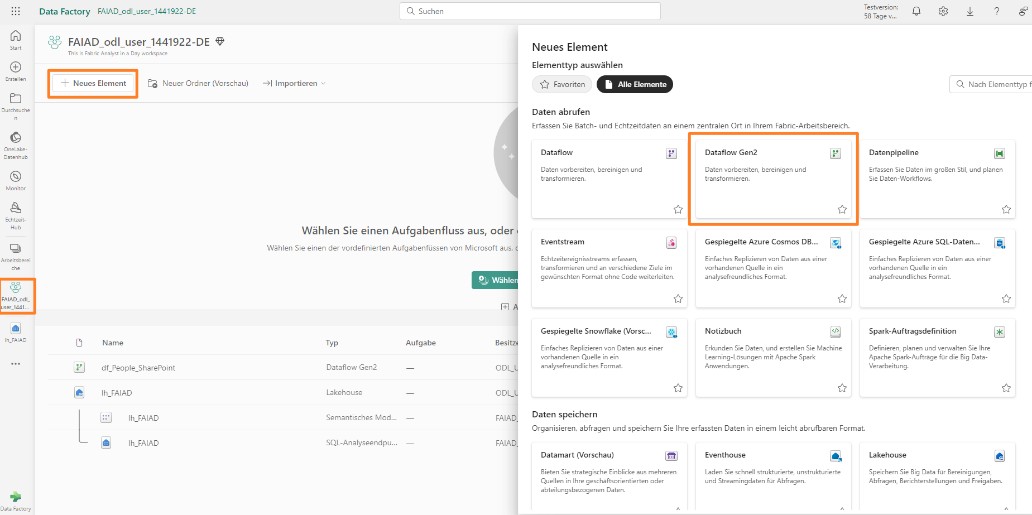 Data Factory FAIAD_odl_user_1441922-DE
Suchen
Testversion:
58 Tage v...
Start
Erstellen
Durchsuche
n
OneLake-
Datenhub
Monitor
Echtzeit-
Hub
Arbeitsberei
che
FAIAD_odl_
user_1441...
lh_FAIAD
Data Factory
FAIAD_odl_user_1441922-DE
This is Fabric Analyst in a Day workspace
Neues Element
Neuer Ordner (Vorschau)
Importieren
Wählen Sie einen Aufgabenfluss aus, oder
Wählen Sie einen der vordefinierten Aufgabenflüssen von Microsoft aus,
Wählen
Name Typ Aufgabe Besitze
df_People_SharePoint Dataflow Gen2 — ODL_U
lh_FAIAD Lakehouse — ODL_U
lh_FAIAD Semantisches Mod... — FAIAD_
lh_FAIAD SQL-Analyseendpu... — FAIAD_
Neues Element
Elementtyp auswählen
Favoriten
Alle Elemente
Nach Elementtyp f
Daten abrufen
Erfassen Sie Batch- und Echtzeitdaten an einem zentralen Ort in Ihrem Fabric-Arbeitsbereich.
Dataflow
Daten vorbereiten, bereinigen und
transformieren.
Dataflow Gen2
Daten vorbereiten, bereinigen und
transformieren.
Datenpipeline
Erfassen Sie Daten im großen Stil, und planen
Sie Daten-Workflows.
Eventstream
Echtzeitereignisstreams erfassen,
transformieren und an verschiedene Ziele im
gewünschten Format ohne Code weiterleiten.
Gespiegelte Azure Cosmos DB...
Einfaches Replizieren von Daten aus einer
vorhandenen Quelle in ein
analysefreundliches Format.
Gespiegelte Azure SQL-Daten...
Einfaches Replizieren von Daten aus einer
vorhandenen Quelle in ein
analysefreundliches Format.
Gespiegelte Snowflake (Vorsc...
Einfaches Replizieren von Daten aus einer
vorhandenen Quelle in ein
analysefreundliches Format.
Notizbuch
Erkunden Sie Daten, und erstellen Sie Machine
Learning-Lösungen mit Apache Spark
Anwendungen.
Spark-Auftragsdefinition
Definieren, planen und verwalten Sie Ihre
Apache Spark-Aufträge für die Big Data-
Verarbeitung.
Daten speichern
Organisieren, abfragen und speichern Sie Ihre erfassten Daten in einem leicht abrufbaren Format.
Datamart (Vorschau)
Bieten Sie strategische Einblicke aus mehreren
Quellen in Ihre geschäftsorientierten oder
abteilungsbezogenen Daten.
Eventhouse
Laden Sie schnell strukturierte, unstrukturierte
und Streamingdaten für Abfragen.
Lakehouse
Speichern Sie Big Data für Bereinigungen,
Abfragen, Berichterstellungen und Freigaben.